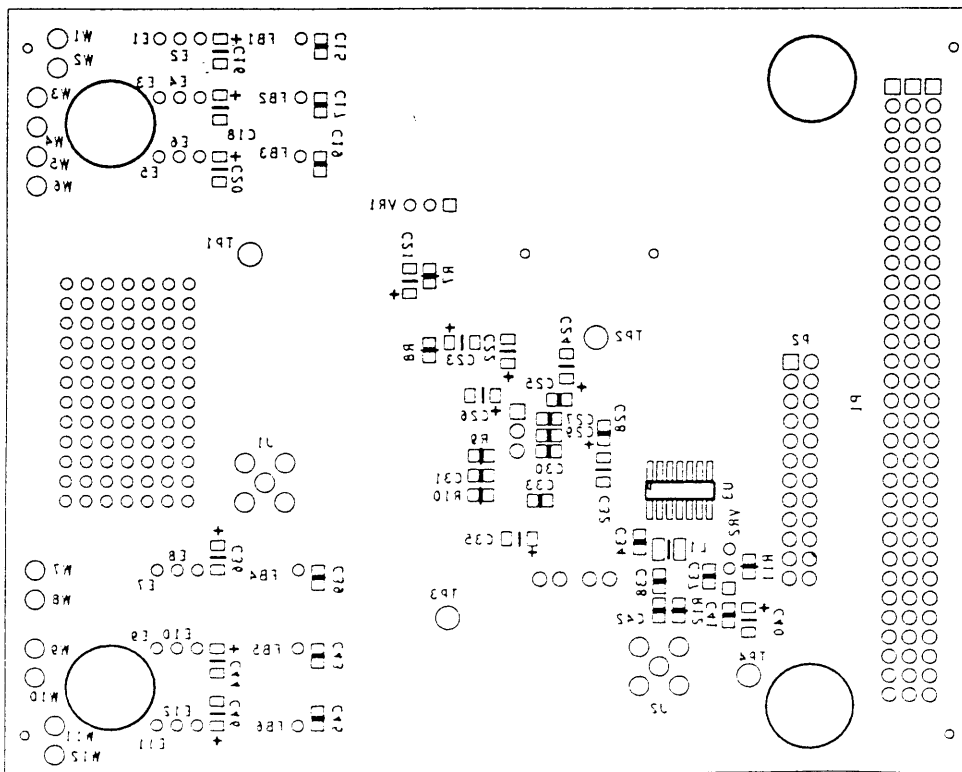 W1
E1
FB1
C15
W2
E2
C16
W3
E3
E4
FB2
C17
W4
C18
E6
FB3
C19
W5
E5
W6
C20
VR1
TP1
C21
R7
C24
TP2
P2
R8
C23
C22
C25
P1
C26
C27
C28
C29
J1
R9
C30
C31
C33
R10
U3
C32
VR2
C35
C34
L1
E8
C36
R11
W7
E7
FB4
C39
C38
C37
W8
TP3
R12
C42
C41
C40
E10
E9
W9
FB5
C43
TP4
C44
W10
J2
E12
C46
W11
E11
FB6
C45
W12